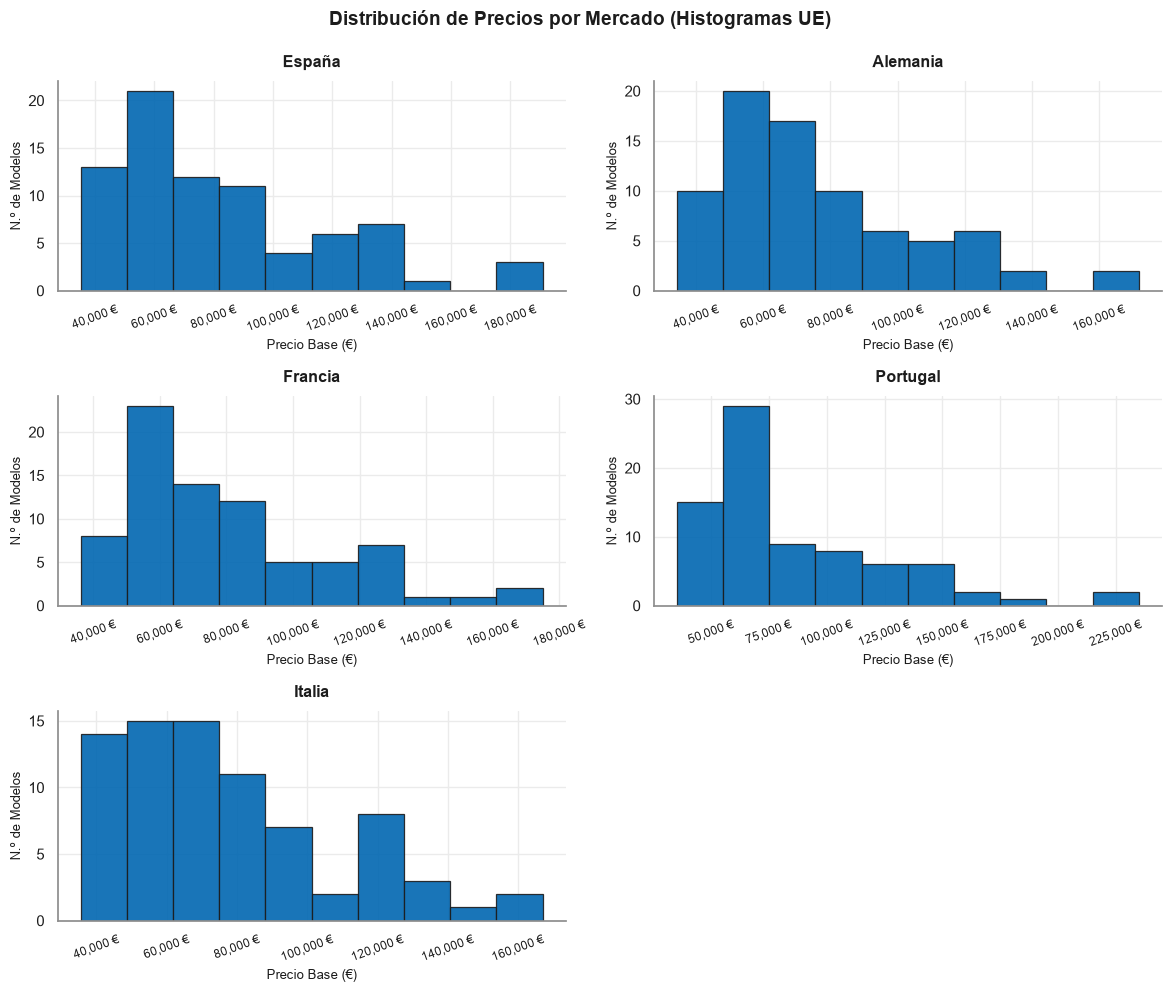 Distribución de Precios por Mercado (Histogramas UE)
España
N.º de Modelos
20
15
10
5
0
40,000 € 60,000 € 80,000 € 100,000 € 120,000 € 140,000 € 160,000 € 180,000 €
Precio Base (€)
Alemania
N.º de Modelos
20
15
10
5
0
40,000 € 60,000 € 80,000 € 100,000 € 120,000 € 140,000 € 160,000 €
Precio Base (€)
Francia
N.º de Modelos
20
15
10
5
0
40,000 € 60,000 € 80,000 € 100,000 € 120,000 € 140,000 € 160,000 € 180,000 €
Precio Base (€)
Portugal
N.º de Modelos
30
20
10
0
50,000 € 75,000 € 100,000 € 125,000 € 150,000 € 175,000 € 200,000 € 225,000 €
Precio Base (€)
Italia
N.º de Modelos
15
10
5
0
40,000 € 60,000 € 80,000 € 100,000 € 120,000 € 140,000 € 160,000 €
Precio Base (€)